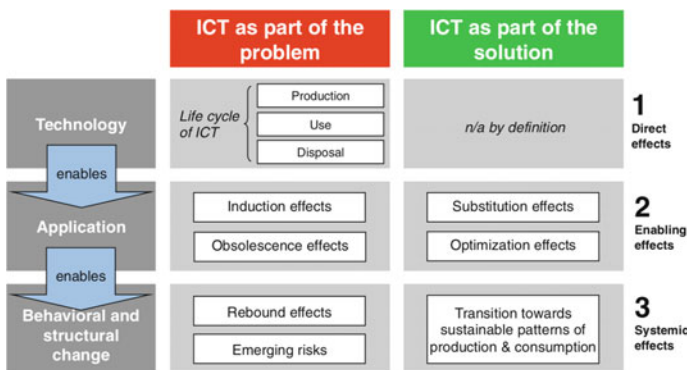 ICT as part of the
problem
ICT as part of the
solution
Technology
Life cycle
of ICT
Production
Use
Disposal
n/a by definition
1
Direct
effects
enables
Application
Induction effects
Obsolescence effects
Substitution effects
Optimization effects
2
Enabling
effects
enables
Behavioral and
structural
change
Rebound effects
Emerging risks
Transition towards
sustainable patterns of
production & consumption
3
Systemic
effects